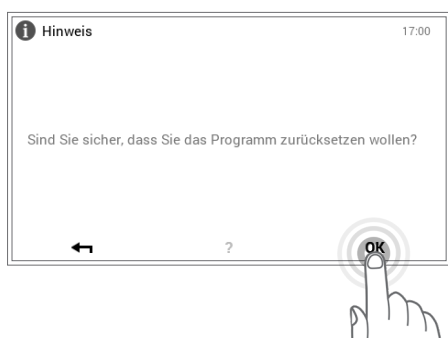 i Hinweis 17:00
Sind Sie sicher, dass Sie das Programm zurücksetzen wollen?
? OK